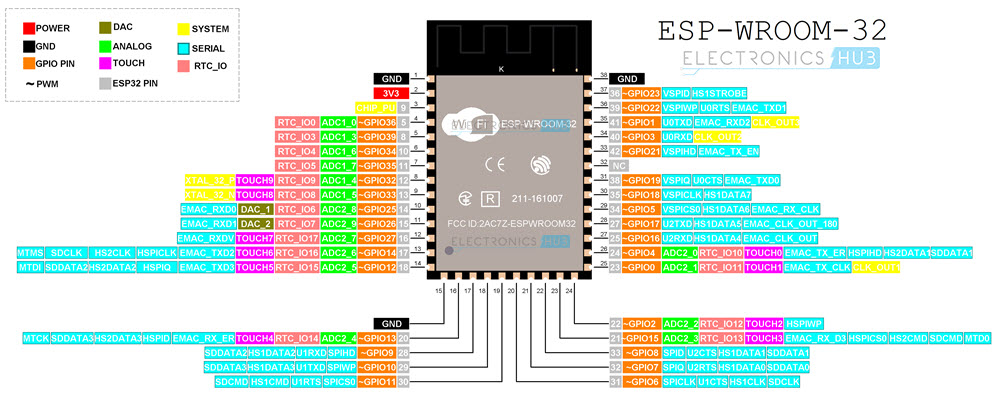 POWER DAC SYSTEM
GND ANALOG SERIAL
GPIO PIN TOUCH RTC_IO
~ PWM ESP32 PIN
ESP-WROOM-32
ELECTRONICS HUB
K
GND 1
3V3 2
CHIP_PU 9 3
RTC_IO0 ADC1_0 ~GPIO36 5 4
RTC_IO3 ADC1_3 ~GPIO39 8 5
RTC_IO4 ADC1_6 ~GPIO34 10 6
RTC_IO5 ADC1_7 ~GPIO35 11 7
XTAL_32_P TOUCH9 RTC_IO9 ADC1_4 ~GPIO32 12 8
TOUCH8 RTC_IO8 ADC1_5 ~GPIO33 13 9
EMAC_RXD0 DAC_1 RTC_IO6 ADC2_8 ~GPIO25 14 10
EMAC_RXD1 DAC_2 RTC_IO7 ADC2_9 ~GPIO26 15 11
EMAC_RXDV TOUCH7 RTC_IO17 ADC2_7 ~GPIO27 16 12
MTMS SDCLK HS2CLK HSPICLK EMAC_TXD2 TOUCH6 RTC_IO16 ADC2_6 ~GPIO14 17 13
MTDI SDDATA2 HS2DATA2 HSPIQ EMAC_TXD3 TOUCH5 RTC_IO15 ADC2_5 ~GPIO12 18 14
WiFi ESP-WROOM-32
CE
R 211-161007
FCC ID:2AC7Z-ESPWROOM32
ELECTRONICS HUB
38 GND
37 36 ~GPIO23 VSPID HS1STROBE
36 39 ~GPIO22 VSPIWP U0RTS EMAC_TXD1
35 41 ~GPIO1 U0TXD EMAC_RXD2 CLK_OUT3
34 40 ~GPIO3 U0RXD CLK_OUT2
33 42 ~GPIO21 VSPIHD EMAC_TX_EN
32 NC
31 38 ~GPIO19 VSPIQ U0CTS EMAC_TXD0
30 35 ~GPIO18 VSPICLK HS1DATA7
29 34 ~GPIO5 VSPICS0 HS1DATA6 EMAC_RX_CLK
28 27 ~GPIO17 U2TXD HS1DATA5 EMAC_CLK_OUT_180
27 25 ~GPIO16 U2RXD HS1DATA4 EMAC_CLK_OUT
26 24 ~GPIO4 ADC2_0 RTC_IO10 TOUCH0 EMAC_TX_ER HSPIHD HS2DATA1 SDDATA1
25 23 ~GPIO0 ADC2_1 RTC_IO11 TOUCH1 EMAC_TX_CLK CLK_OUT1
15 16 17 18 19 20 21 22 23 24
GND
MTCK SDDATA3 HS2DATA3 HSPID EMAC_RX_ER TOUCH4 RTC_IO14 ADC2_4 ~GPIO13 20
SDDATA2 HS1DATA2 U1RXD SPIHD ~GPIO9 28
SDDATA3 HS1DATA3 U1TXD SPIWP ~GPIO10 29
SDCMD HS1CMD U1RTS SPICS0 ~GPIO11 30
22 ~GPIO2 ADC2_2 RTC_IO12 TOUCH2 HSPIWP
21 ~GPIO15 ADC2_3 RTC_IO13 TOUCH3 EMAC_RX_D3 HSPICS0 HS2CMD SDCMD MTD0
33 ~GPIO8 SPID U2CTS HS1DATA1 SDDATA1
32 ~GPIO7 SPIQ U2RTS HS1DATA0 SDDATA0
31 ~GPIO6 SPICLK U1CTS HS1CLK SDCLK